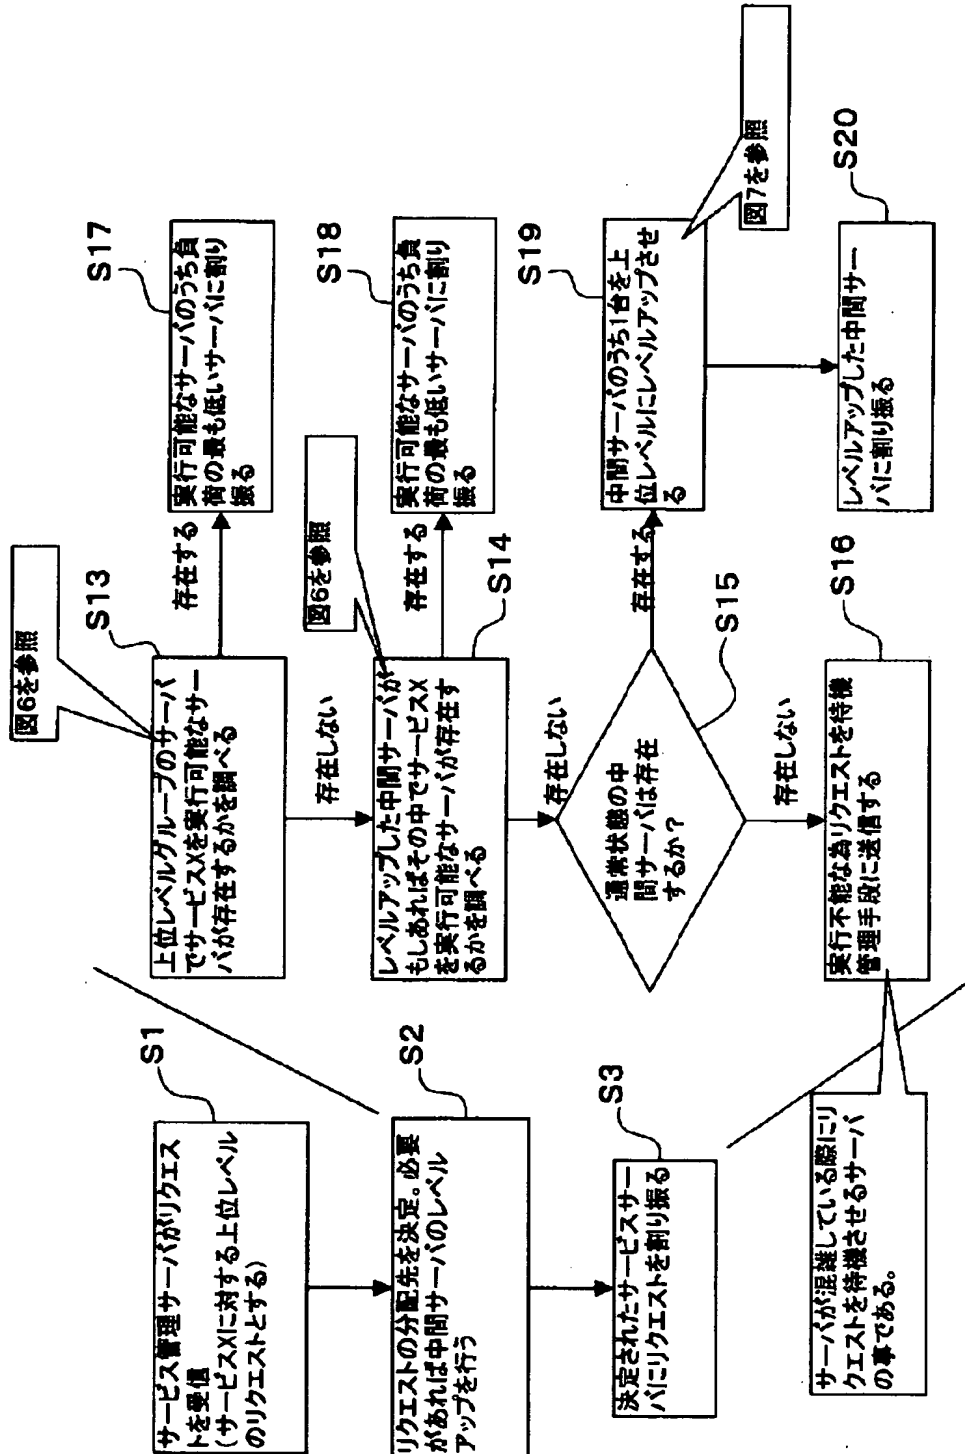 S1
サービス管理サーバがリクエス
トを受信
(サービスXに対する上位レベル
のリクエストとする)
S2
リクエストの分配先を決定。必要
があれば中間サーバのレベル
アップを行う
S3
決定されたサービスサー
バにリクエストを割り振る
図6を参照
S13
上位レベルグループのサーバ
でサービスXを実行可能なサー
バが存在するかを調べる
存在する
S17
実行可能なサーバのうち負
荷の最も低いサーバに割り
振る
存在しない
図6を参照
S14
レベルアップした中間サーバが
もしあればその中でサービスX
を実行可能なサーバが存在す
るかを調べる
存在する
S18
実行可能なサーバのうち負
荷の最も低いサーバに割り
振る
存在しない
S15
通常状態の中
間サーバは存在
するか?
存在する
S19
中間サーバのうち1台を上
位レベルにレベルアップさせ
る
図7を参照
S20
レベルアップした中間サー
バに割り振る
存在しない
S16
実行不能な為リクエストを待機
管理手段に送信する
サーバが混雑している際にリ
クエストを待機させるサーバ
の事である。